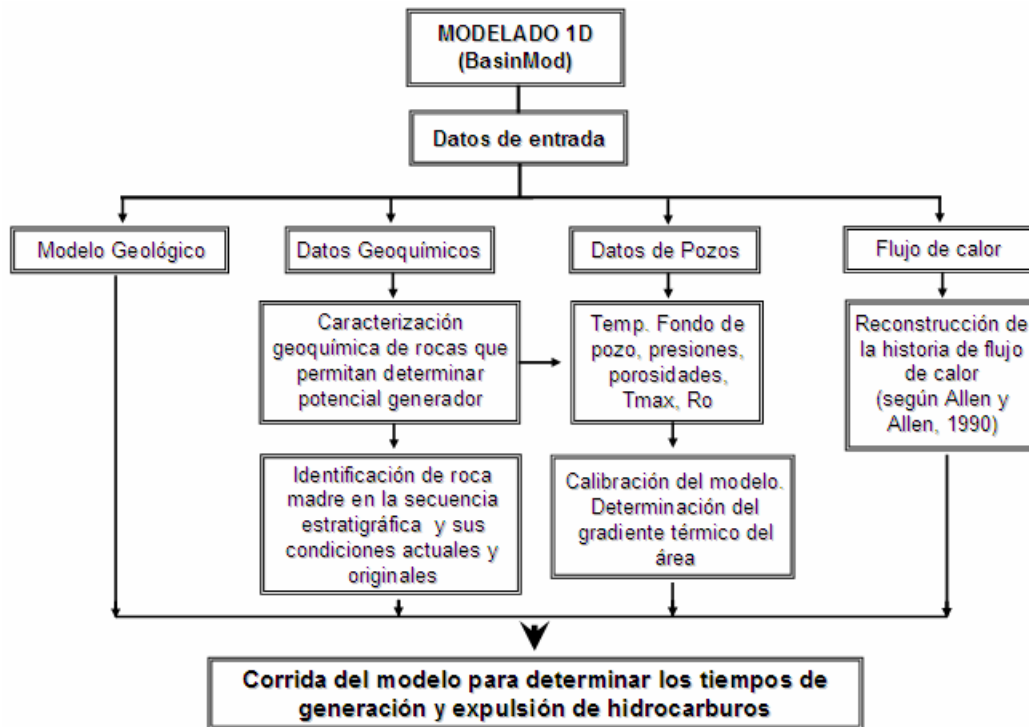 MODELADO 1D
(BasinMod)
Datos de entrada
Modelo Geológico
Datos Geoquímicos
Datos de Pozos
Flujo de calor
Caracterización
geoquímica de rocas que
permitan determinar
potencial generador
Temp. Fondo de
pozo, presiones,
porosidades,
Tmax, Ro
Reconstrucción de
la historia de flujo
de calor
(según Allen y
Allen, 1990)
Identificación de roca
madre en la secuencia
estratigráfica y sus
condiciones actuales y
originales
Calibración del modelo.
Determinación del
gradiente térmico del
área
Corrida del modelo para determinar los tiempos de
generación y expulsión de hidrocarburos